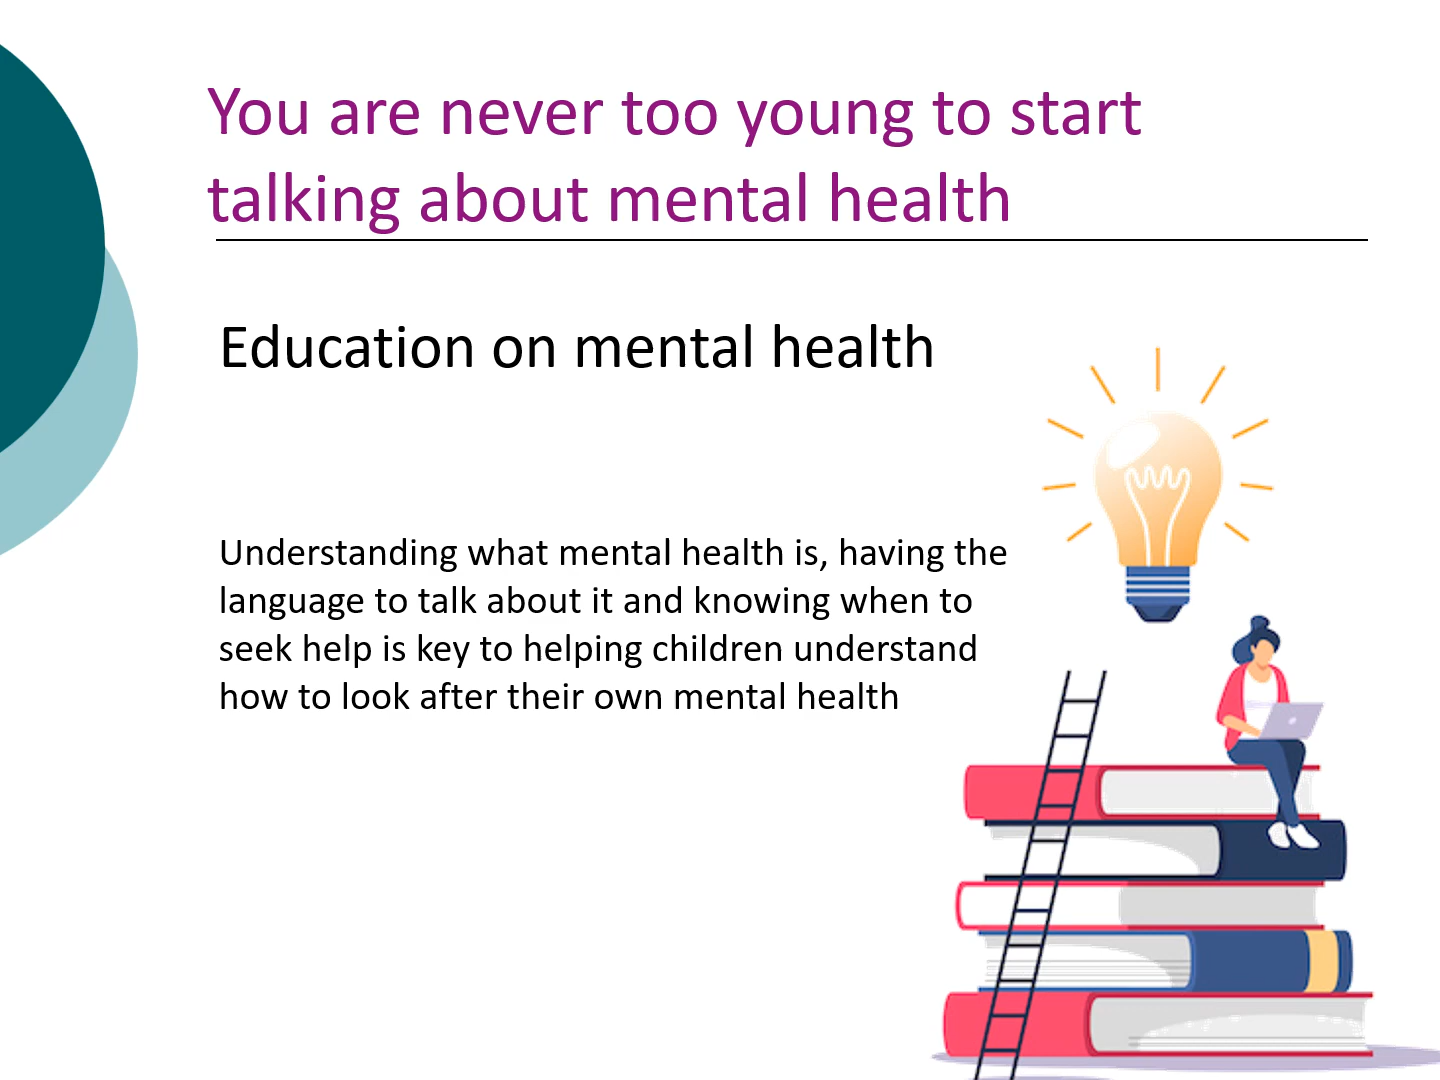 You are never too young to start
talking about mental health
Education on mental health
Understanding what mental health is, having the
language to talk about it and knowing when to
seek help is key to helping children understand
how to look after their own mental health